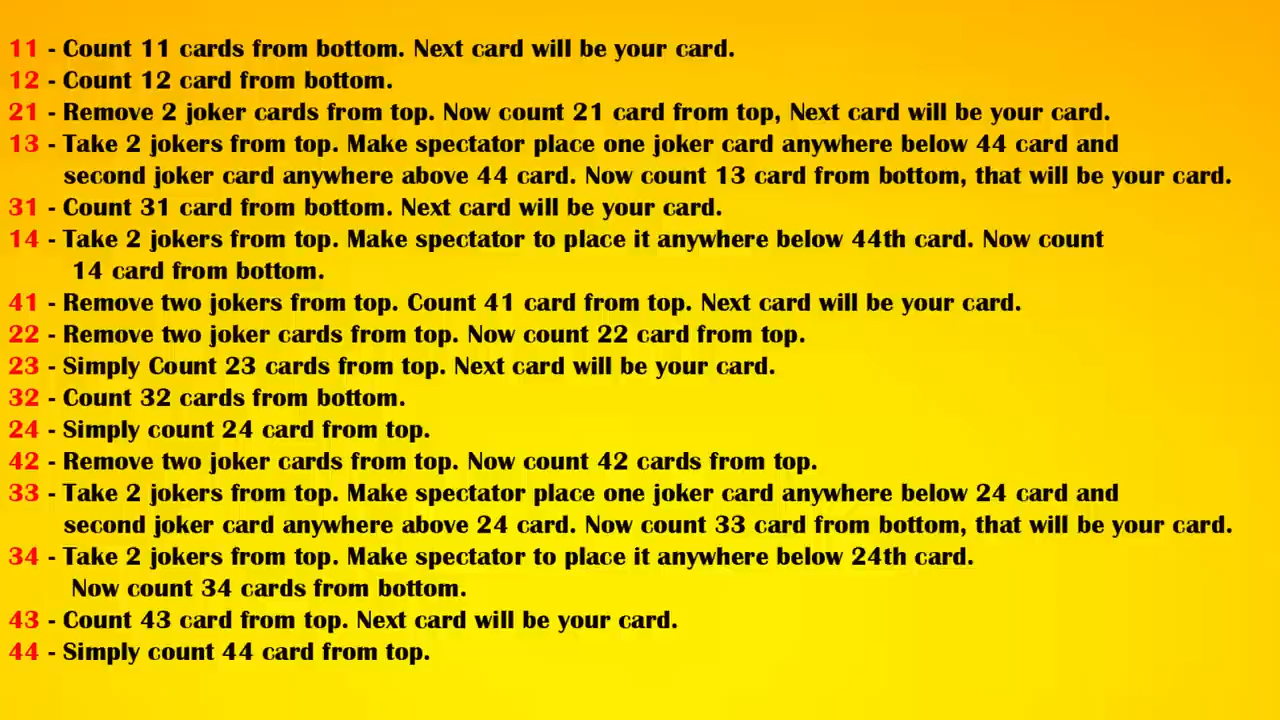 11 - Count 11 cards from bottom. Next card will be your card.
12 - Count 12 card from bottom.
21 - Remove 2 joker cards from top. Now count 21 card from top, Next card will be your card.
13 - Take 2 jokers from top. Make spectator place one joker card anywhere below 44 card and
second joker card anywhere above 44 card. Now count 13 card from bottom, that will be your card.
31 - Count 31 card from bottom. Next card will be your card.
14 - Take 2 jokers from top. Make spectator to place it anywhere below 44th card. Now count
14 card from bottom.
41 - Remove two jokers from top. Count 41 card from top. Next card will be your card.
22 - Remove two joker cards from top. Now count 22 card from top.
23 - Simply Count 23 cards from top. Next card will be your card.
32 - Count 32 cards from bottom.
24 - Simply count 24 card from top.
42 - Remove two joker cards from top. Now count 42 cards from top.
33 - Take 2 jokers from top. Make spectator place one joker card anywhere below 24 card and
second joker card anywhere above 24 card. Now count 33 card from bottom, that will be your card.
34 - Take 2 jokers from top. Make spectator to place it anywhere below 24th card.
Now count 34 cards from bottom.
43 - Count 43 card from top. Next card will be your card.
44 - Simply count 44 card from top.